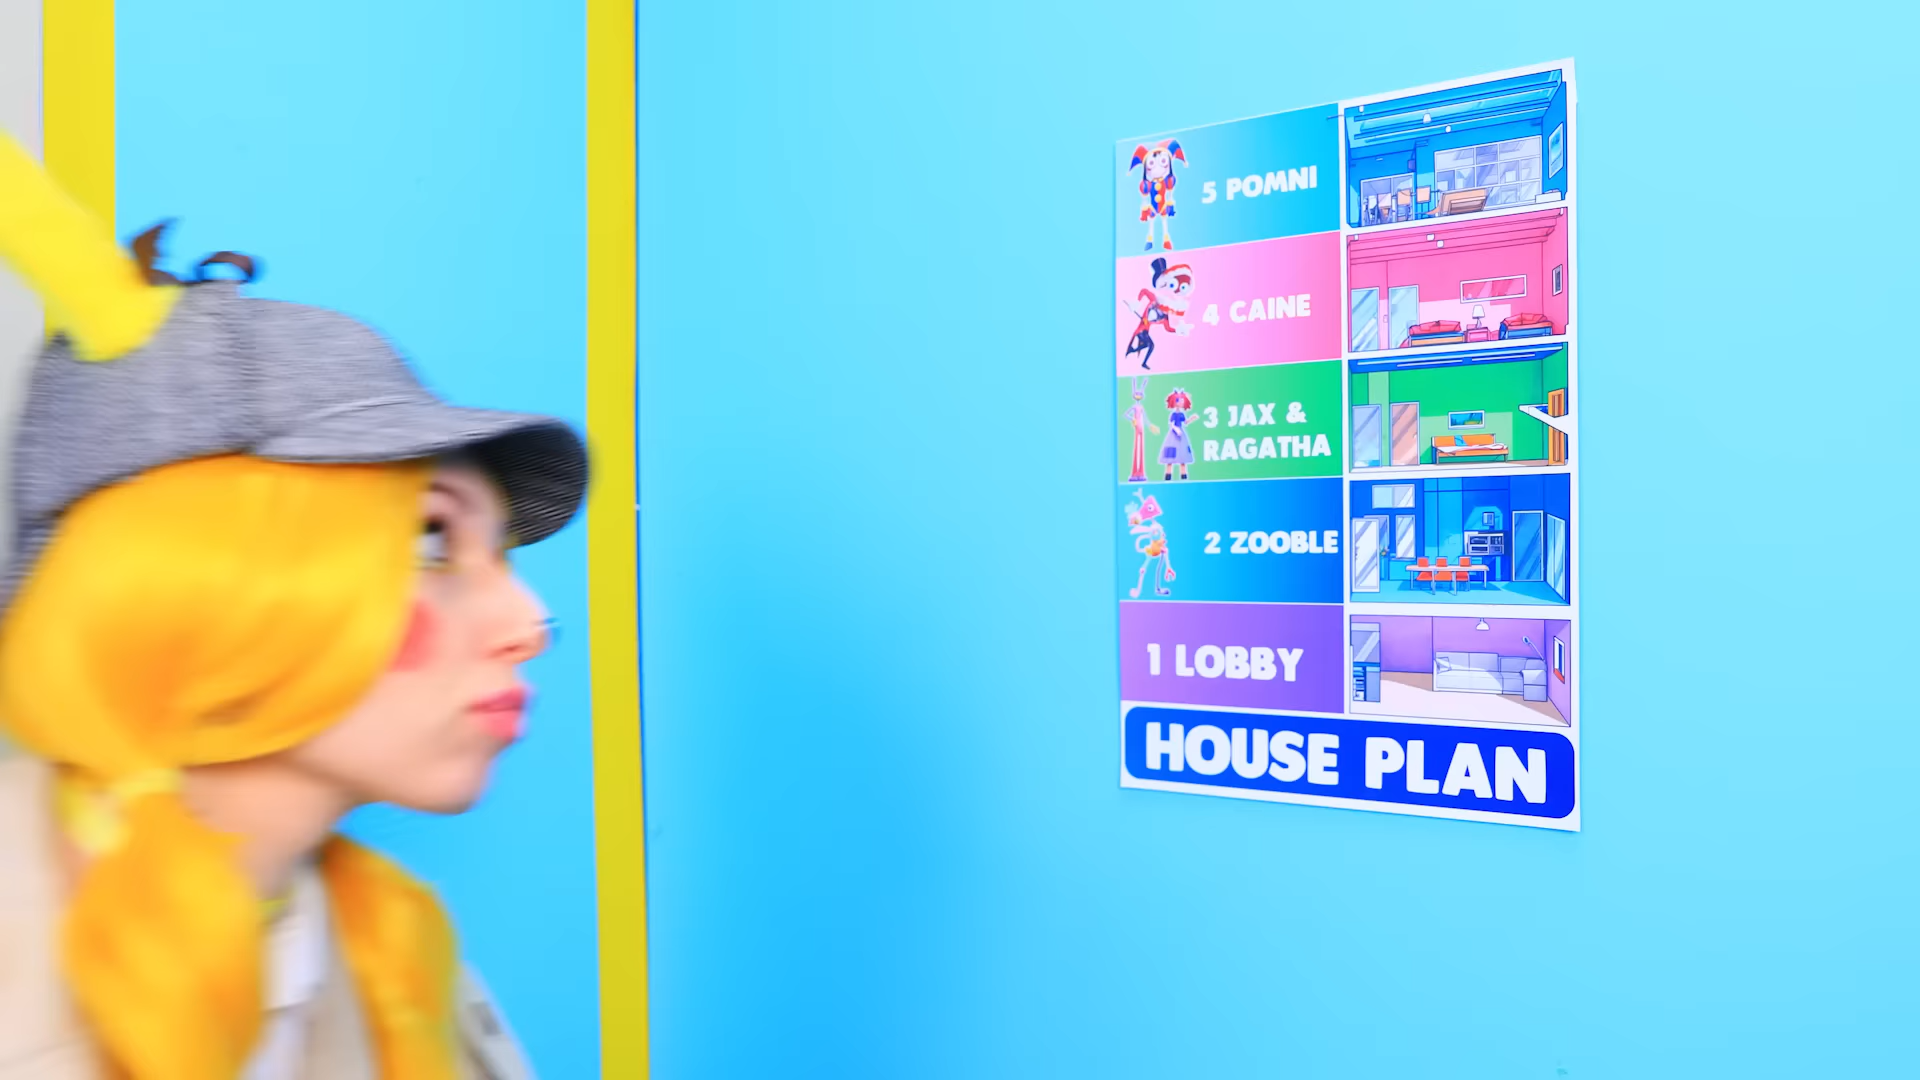 5 POMNI
4 CAINE
3 JAX &
RAGATHA
2 ZOOBLE
1 LOBBY
HOUSE PLAN